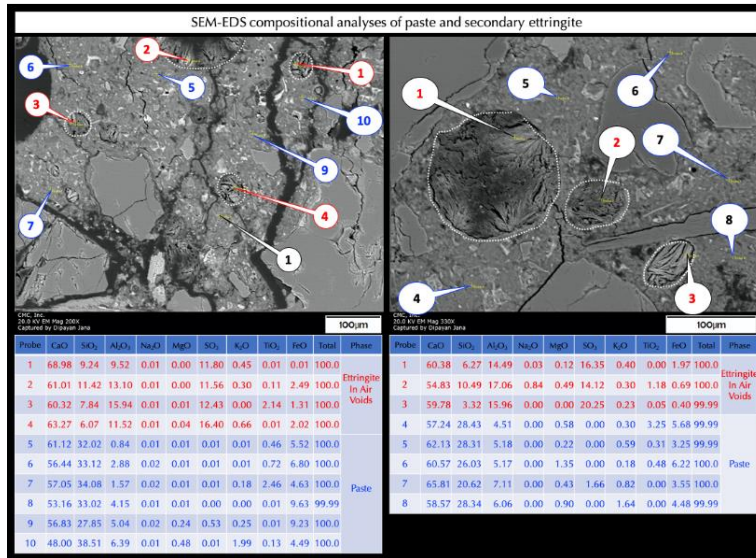 SEM-EDS compositional analyses of paste and secondary ettringite
2
6
5
1
3
10
9
4
7
1
CMC, Inc.
20.0 KV EM Mag 200X
Captured by Dipayan Jana
100µm
1
5
6
2
7
8
4
3
CMC, Inc.
20.0 KV EM Mag 330X
Captured by Dipayan Jana
100µm
Probe CaO SiO2 Al2O3 Na2O MgO SO3 K2O TiO2 FeO Total Phase
1 68.98 9.24 9.52 0.01 0.00 11.80 0.45 0.01 0.01 100.0
2 61.01 11.42 13.10 0.01 0.00 11.56 0.30 0.11 2.49 100.0
3 60.32 7.84 15.94 0.01 0.01 12.43 0.00 2.14 1.31 100.0
4 63.27 6.07 11.52 0.01 0.04 16.40 0.66 0.01 2.02 100.0
Ettringite In Air Voids
5 61.12 32.02 0.84 0.01 0.01 0.01 0.01 0.46 5.52 100.0
6 56.44 33.12 2.88 0.02 0.01 0.01 0.01 0.72 6.80 100.0
7 57.05 34.08 1.57 0.02 0.01 0.01 0.18 2.46 4.63 100.0
8 53.16 33.02 4.15 0.01 0.01 0.00 0.00 0.01 9.63 99.99
9 56.83 27.85 5.04 0.02 0.24 0.53 0.25 0.01 9.23 100.0
10 48.00 38.51 6.39 0.01 0.48 0.01 1.99 0.13 4.49 100.0
Paste
Probe CaO SiO2 Al2O3 Na2O MgO SO3 K2O TiO2 FeO Total Phase
1 60.38 6.27 14.49 0.03 0.12 16.35 0.40 0.00 1.97 100.0
2 54.83 10.49 17.06 0.84 0.49 14.12 0.30 1.18 0.69 100.0
3 59.78 3.32 15.96 0.00 0.00 20.25 0.23 0.05 0.40 99.99
Ettringite In Air Voids
4 57.24 28.43 4.51 0.00 0.58 0.00 0.30 3.25 5.68 99.99
5 62.13 28.31 5.18 0.00 0.22 0.00 0.59 0.31 3.25 99.99
6 60.57 26.03 5.17 0.00 1.35 0.00 0.18 0.48 6.22 100.0
7 65.81 20.62 7.11 0.00 0.43 1.66 0.82 0.00 3.55 100.0
8 58.57 28.34 6.06 0.00 0.90 0.00 1.64 0.00 4.48 99.99
Paste